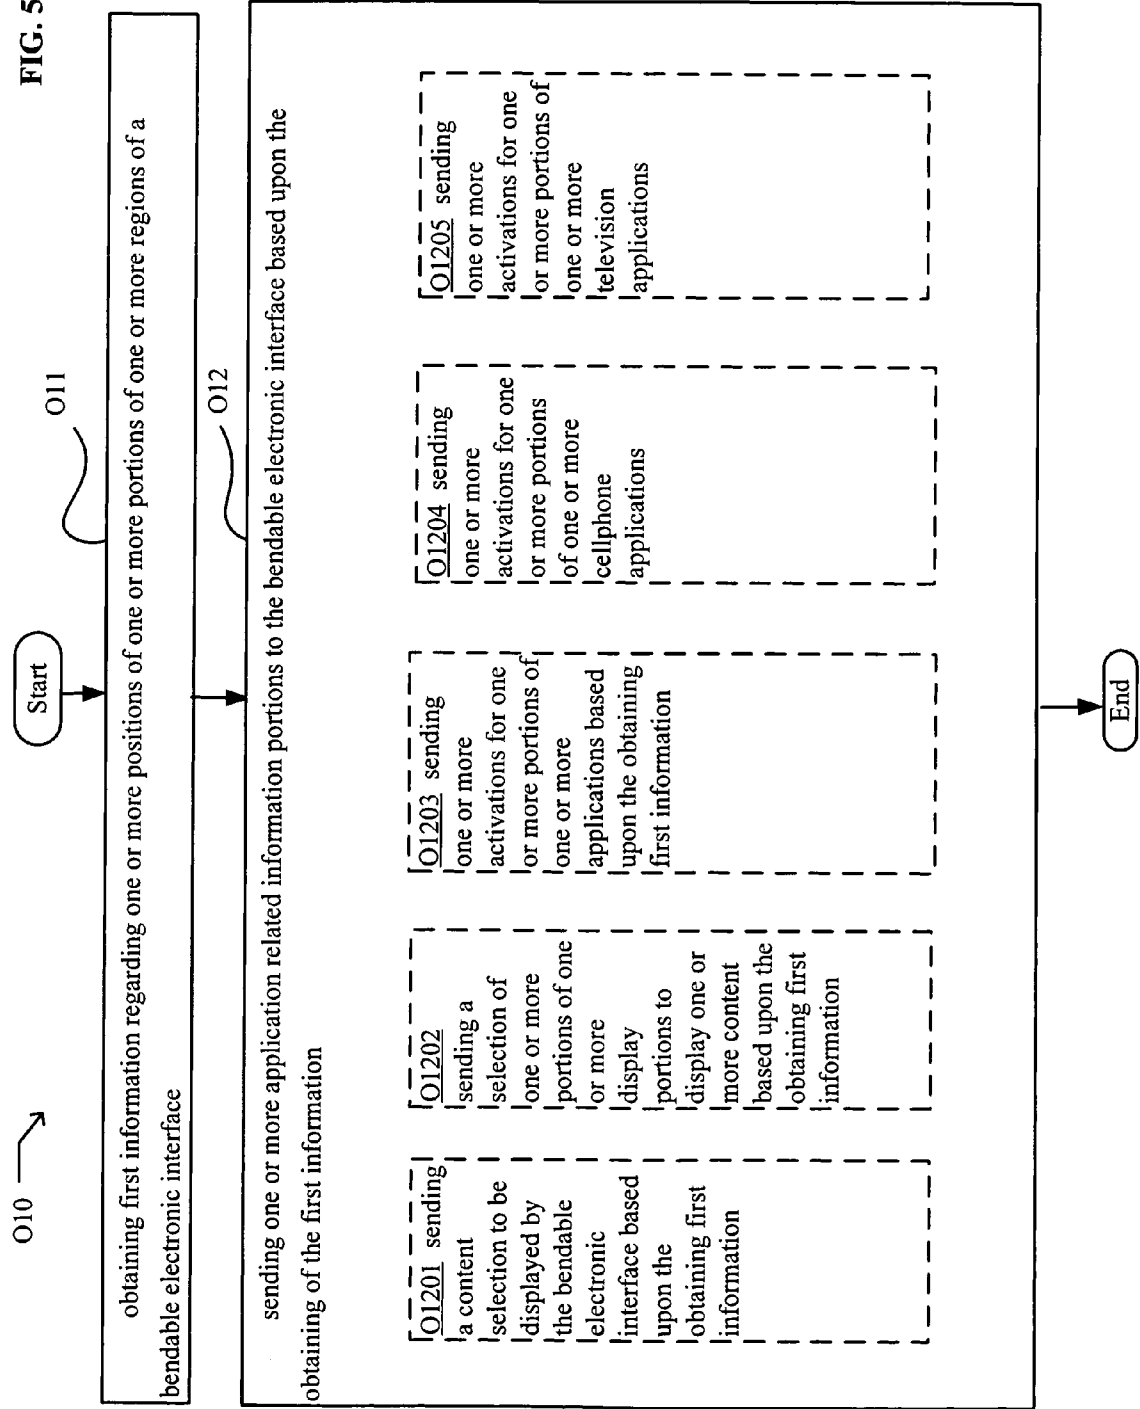 FIG. 5
O10
Start
O11
obtaining first information regarding one or more positions of one or more portions of one or more regions of a
bendable electronic interface
O12
sending one or more application related information portions to the bendable electronic interface based upon the
obtaining of the first information
O1201 sending
a content
selection to be
displayed by
the bendable
electronic
interface based
upon the
obtaining first
information
O1202
sending a
selection of
one or more
portions of one
or more
display
portions to
display one or
more content
based upon the
obtaining first
information
O1203 sending
one or more
activations for one
or more portions of
one or more
applications based
upon the obtaining
first information
O1204 sending
one or more
activations for one
or more portions
of one or more
cellphone
applications
O1205 sending
one or more
activations for one
or more portions of
one or more
television
applications
End